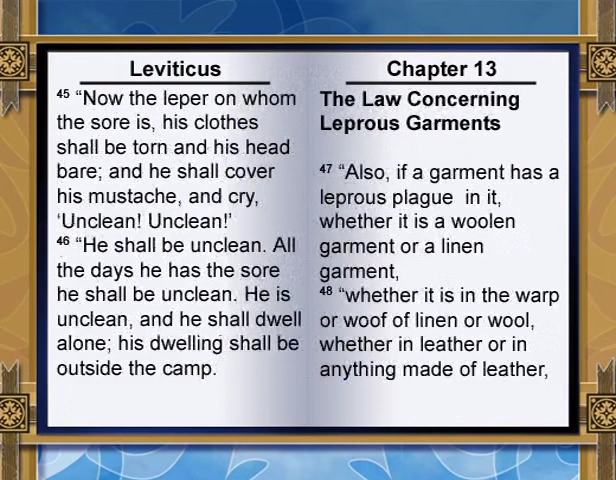 Leviticus
45 “Now the leper on whom
the sore is, his clothes
shall be torn and his head
bare; and he shall cover
his mustache, and cry,
‘Unclean! Unclean!’
46 “He shall be unclean. All
the days he has the sore
he shall be unclean. He is
unclean, and he shall dwell
alone; his dwelling shall be
outside the camp.
Chapter 13
The Law Concerning
Leprous Garments
47 “Also, if a garment has a
leprous plague in it,
whether it is a woolen
garment or a linen
garment,
48 “whether it is in the warp
or woof of linen or wool,
whether in leather or in
anything made of leather,